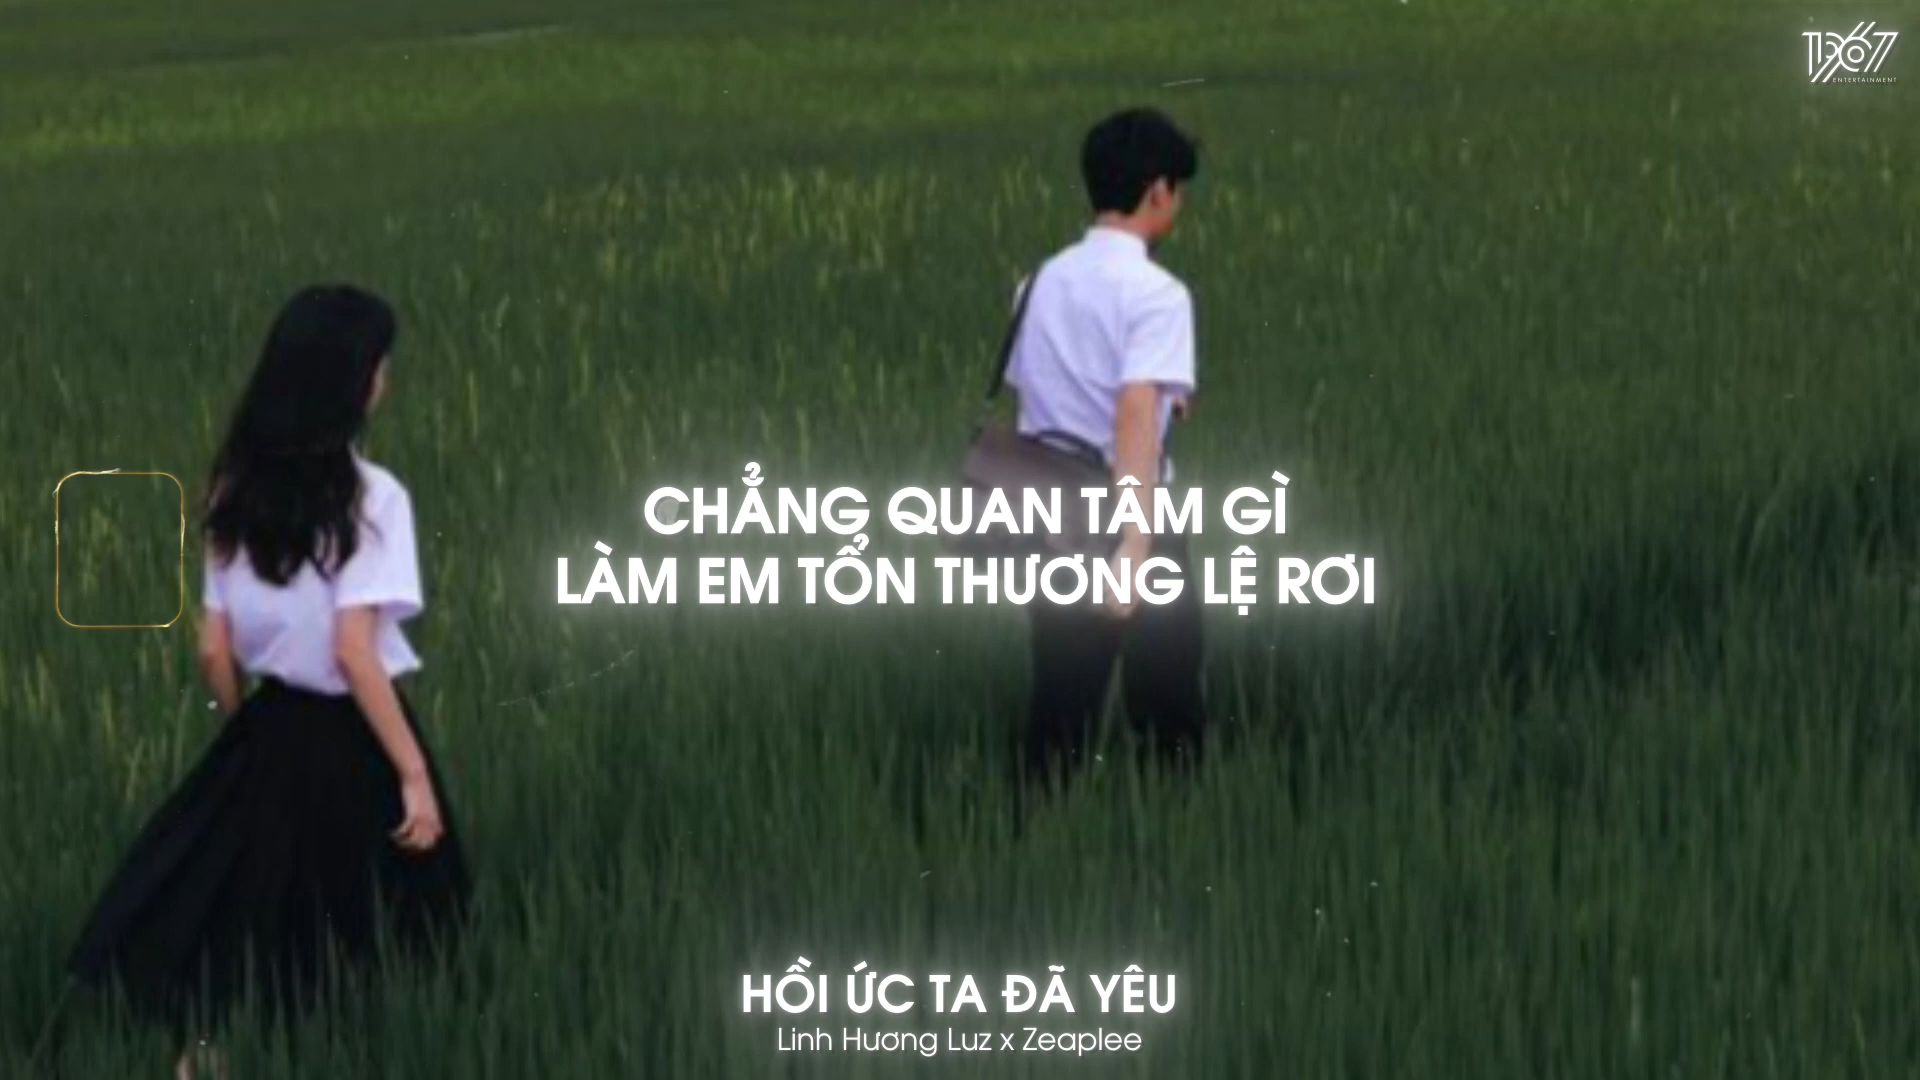 1967
ENTERTAINMENT
CHẲNG QUAN TÂM GÌ
LÀM EM TỔN THƯƠNG LỆ RƠI
HỒI ỨC TA ĐÃ YÊU
Linh Hương Luz x Zeaplee